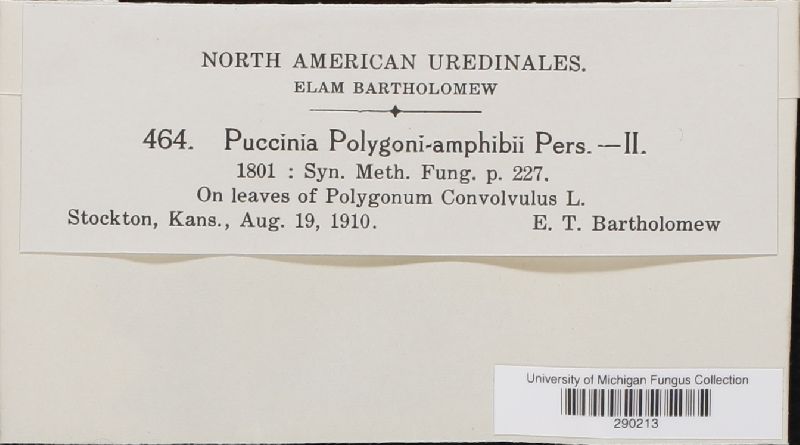 NORTH AMERICAN UREDINALES.
ELAM BARTHOLOMEW
464. Puccinia Polygoni-amphibii Pers. —II.
1801 : Syn. Meth. Fung. p. 227.
On leaves of Polygonum Convolvulus L.
Stockton, Kans., Aug. 19, 1910. E. T. Bartholomew
University of Michigan Fungus Collection
290213